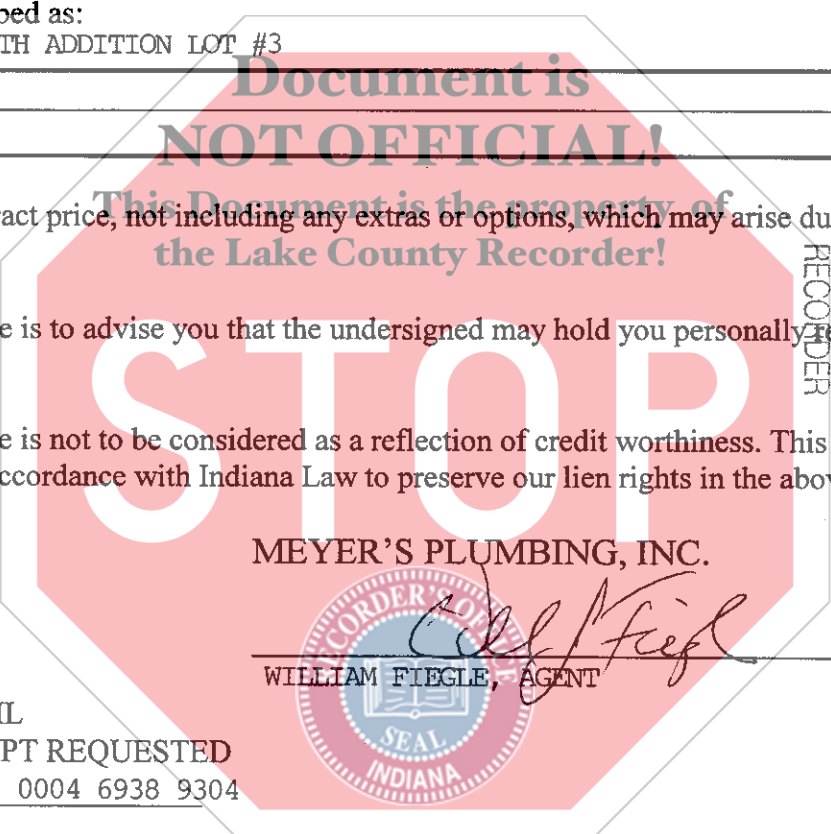 bed as:
TH ADDITION LOT #3
Document is
NOT OFFICIAL!
ract price, not including any extras or options, which may arise du
This Document is the property of
the Lake County Recorder!
RECORDER
e is to advise you that the undersigned may hold you personally re
STOP
e is not to be considered as a reflection of credit worthiness. This
ccordance with Indiana Law to preserve our lien rights in the abov
MEYER'S PLUMBING, INC.
WILLIAM FIEGLE, AGENT
RECORDER'S OFFICE
SEAL
INDIANA
IL
PT REQUESTED
0004 6938 9304